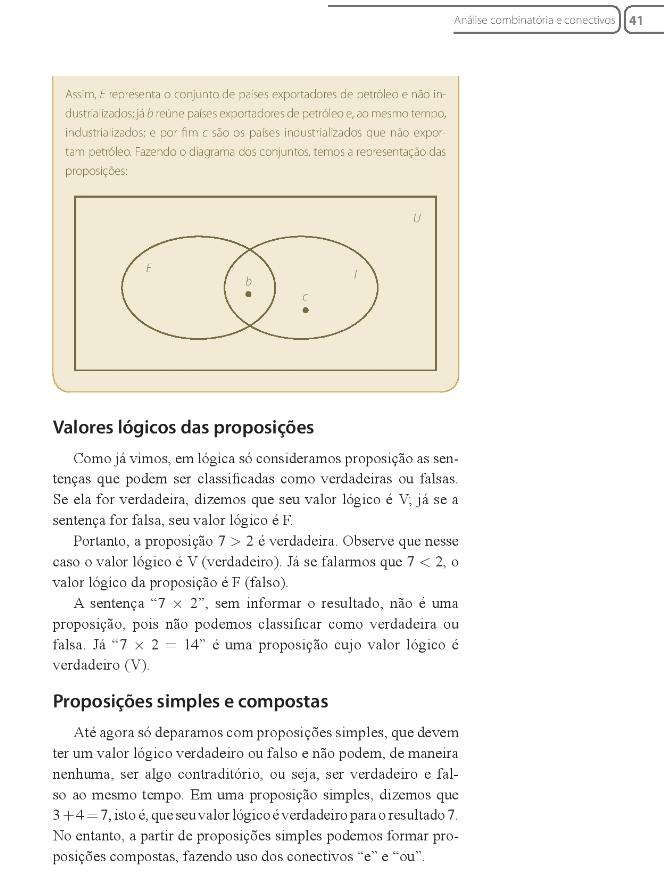 Análise combinatória e conectivos 41
Assim, E representa o conjunto de países exportadores de petróleo e não in-
dustrializados; já b reúne países exportadores de petróleo e, ao mesmo tempo,
industrializados; e por fim c são os países industrializados que não expor-
tam petróleo. Fazendo o diagrama dos conjuntos, temos a representação das
proposições:
U
E
I
b
c
Valores lógicos das proposições
Como já vimos, em lógica só consideramos proposição as sen-
tenças que podem ser classificadas como verdadeiras ou falsas.
Se ela for verdadeira, dizemos que seu valor lógico é V; já se a
sentença for falsa, seu valor lógico é F.
Portanto, a proposição 7 > 2 é verdadeira. Observe que nesse
caso o valor lógico é V (verdadeiro). Já se falarmos que 7 < 2, o
valor lógico da proposição é F (falso).
A sentença “7 × 2”, sem informar o resultado, não é uma
proposição, pois não podemos classificar como verdadeira ou
falsa. Já “7 × 2 = 14” é uma proposição cujo valor lógico é
verdadeiro (V).
Proposições simples e compostas
Até agora só deparamos com proposições simples, que devem
ter um valor lógico verdadeiro ou falso e não podem, de maneira
nenhuma, ser algo contraditório, ou seja, ser verdadeiro e fal-
so ao mesmo tempo. Em uma proposição simples, dizemos que
3 + 4 = 7, isto é, que seu valor lógico é verdadeiro para o resultado 7.
No entanto, a partir de proposições simples podemos formar pro-
posições compostas, fazendo uso dos conectivos “e” e “ou”.